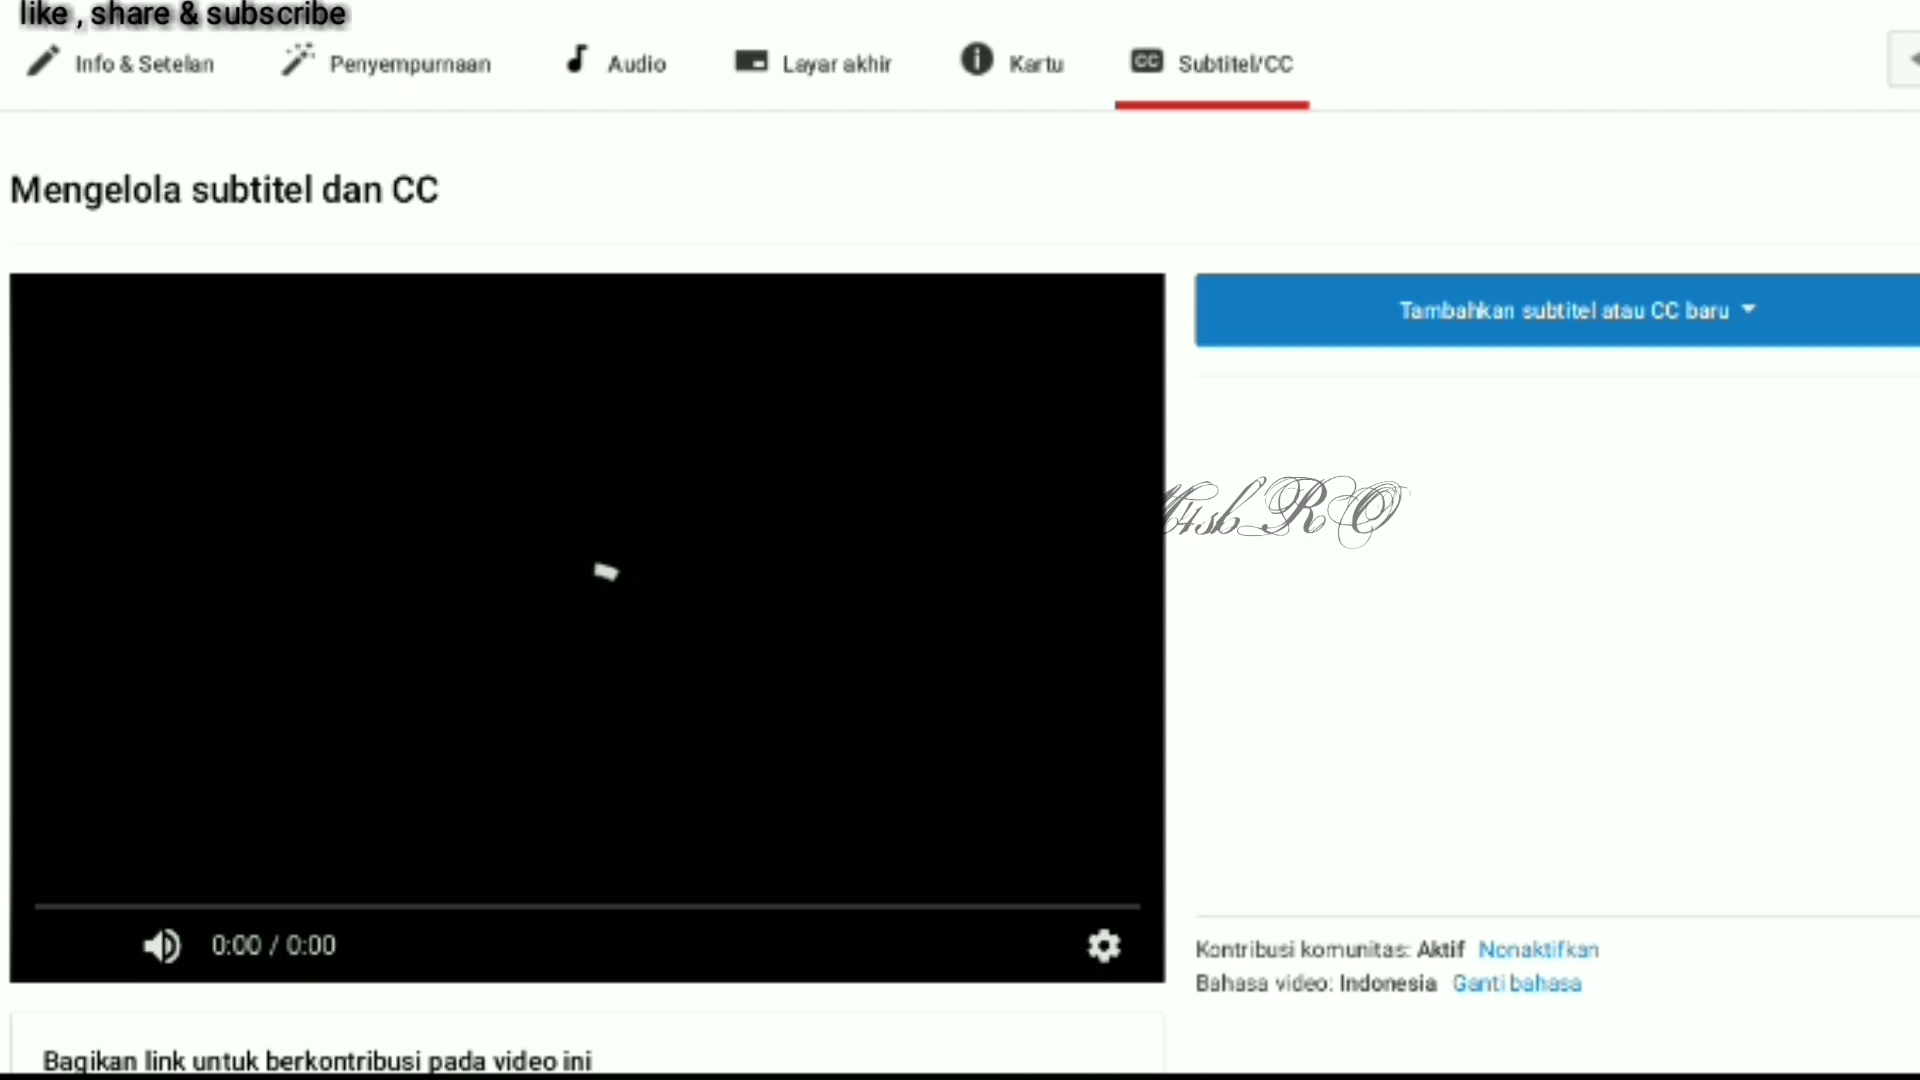 like , share & subscribe
Info & Setelan Penyempurnaan Audio Layar akhir Kartu CC Subtitel/CC
Mengelola subtitel dan CC
Tambahkan subtitel atau CC baru
0:00 / 0:00
Kontribusi komunitas: Aktif Nonaktifkan
Bahasa video: Indonesia Ganti bahasa
Bagikan link untuk berkontribusi pada video ini